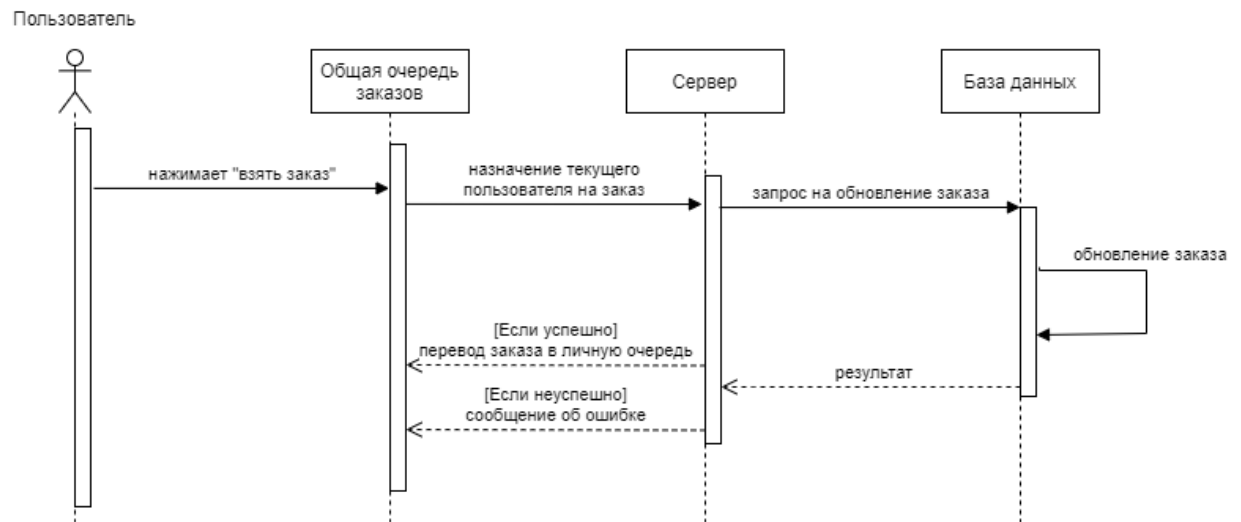 Пользователь
Общая очередь
заказов
Сервер
База данных
нажимает "взять заказ"
назначение текущего
пользователя на заказ
запрос на обновление заказа
обновление заказа
[Если успешно]
перевод заказа в личную очередь
результат
[Если неуспешно]
сообщение об ошибке